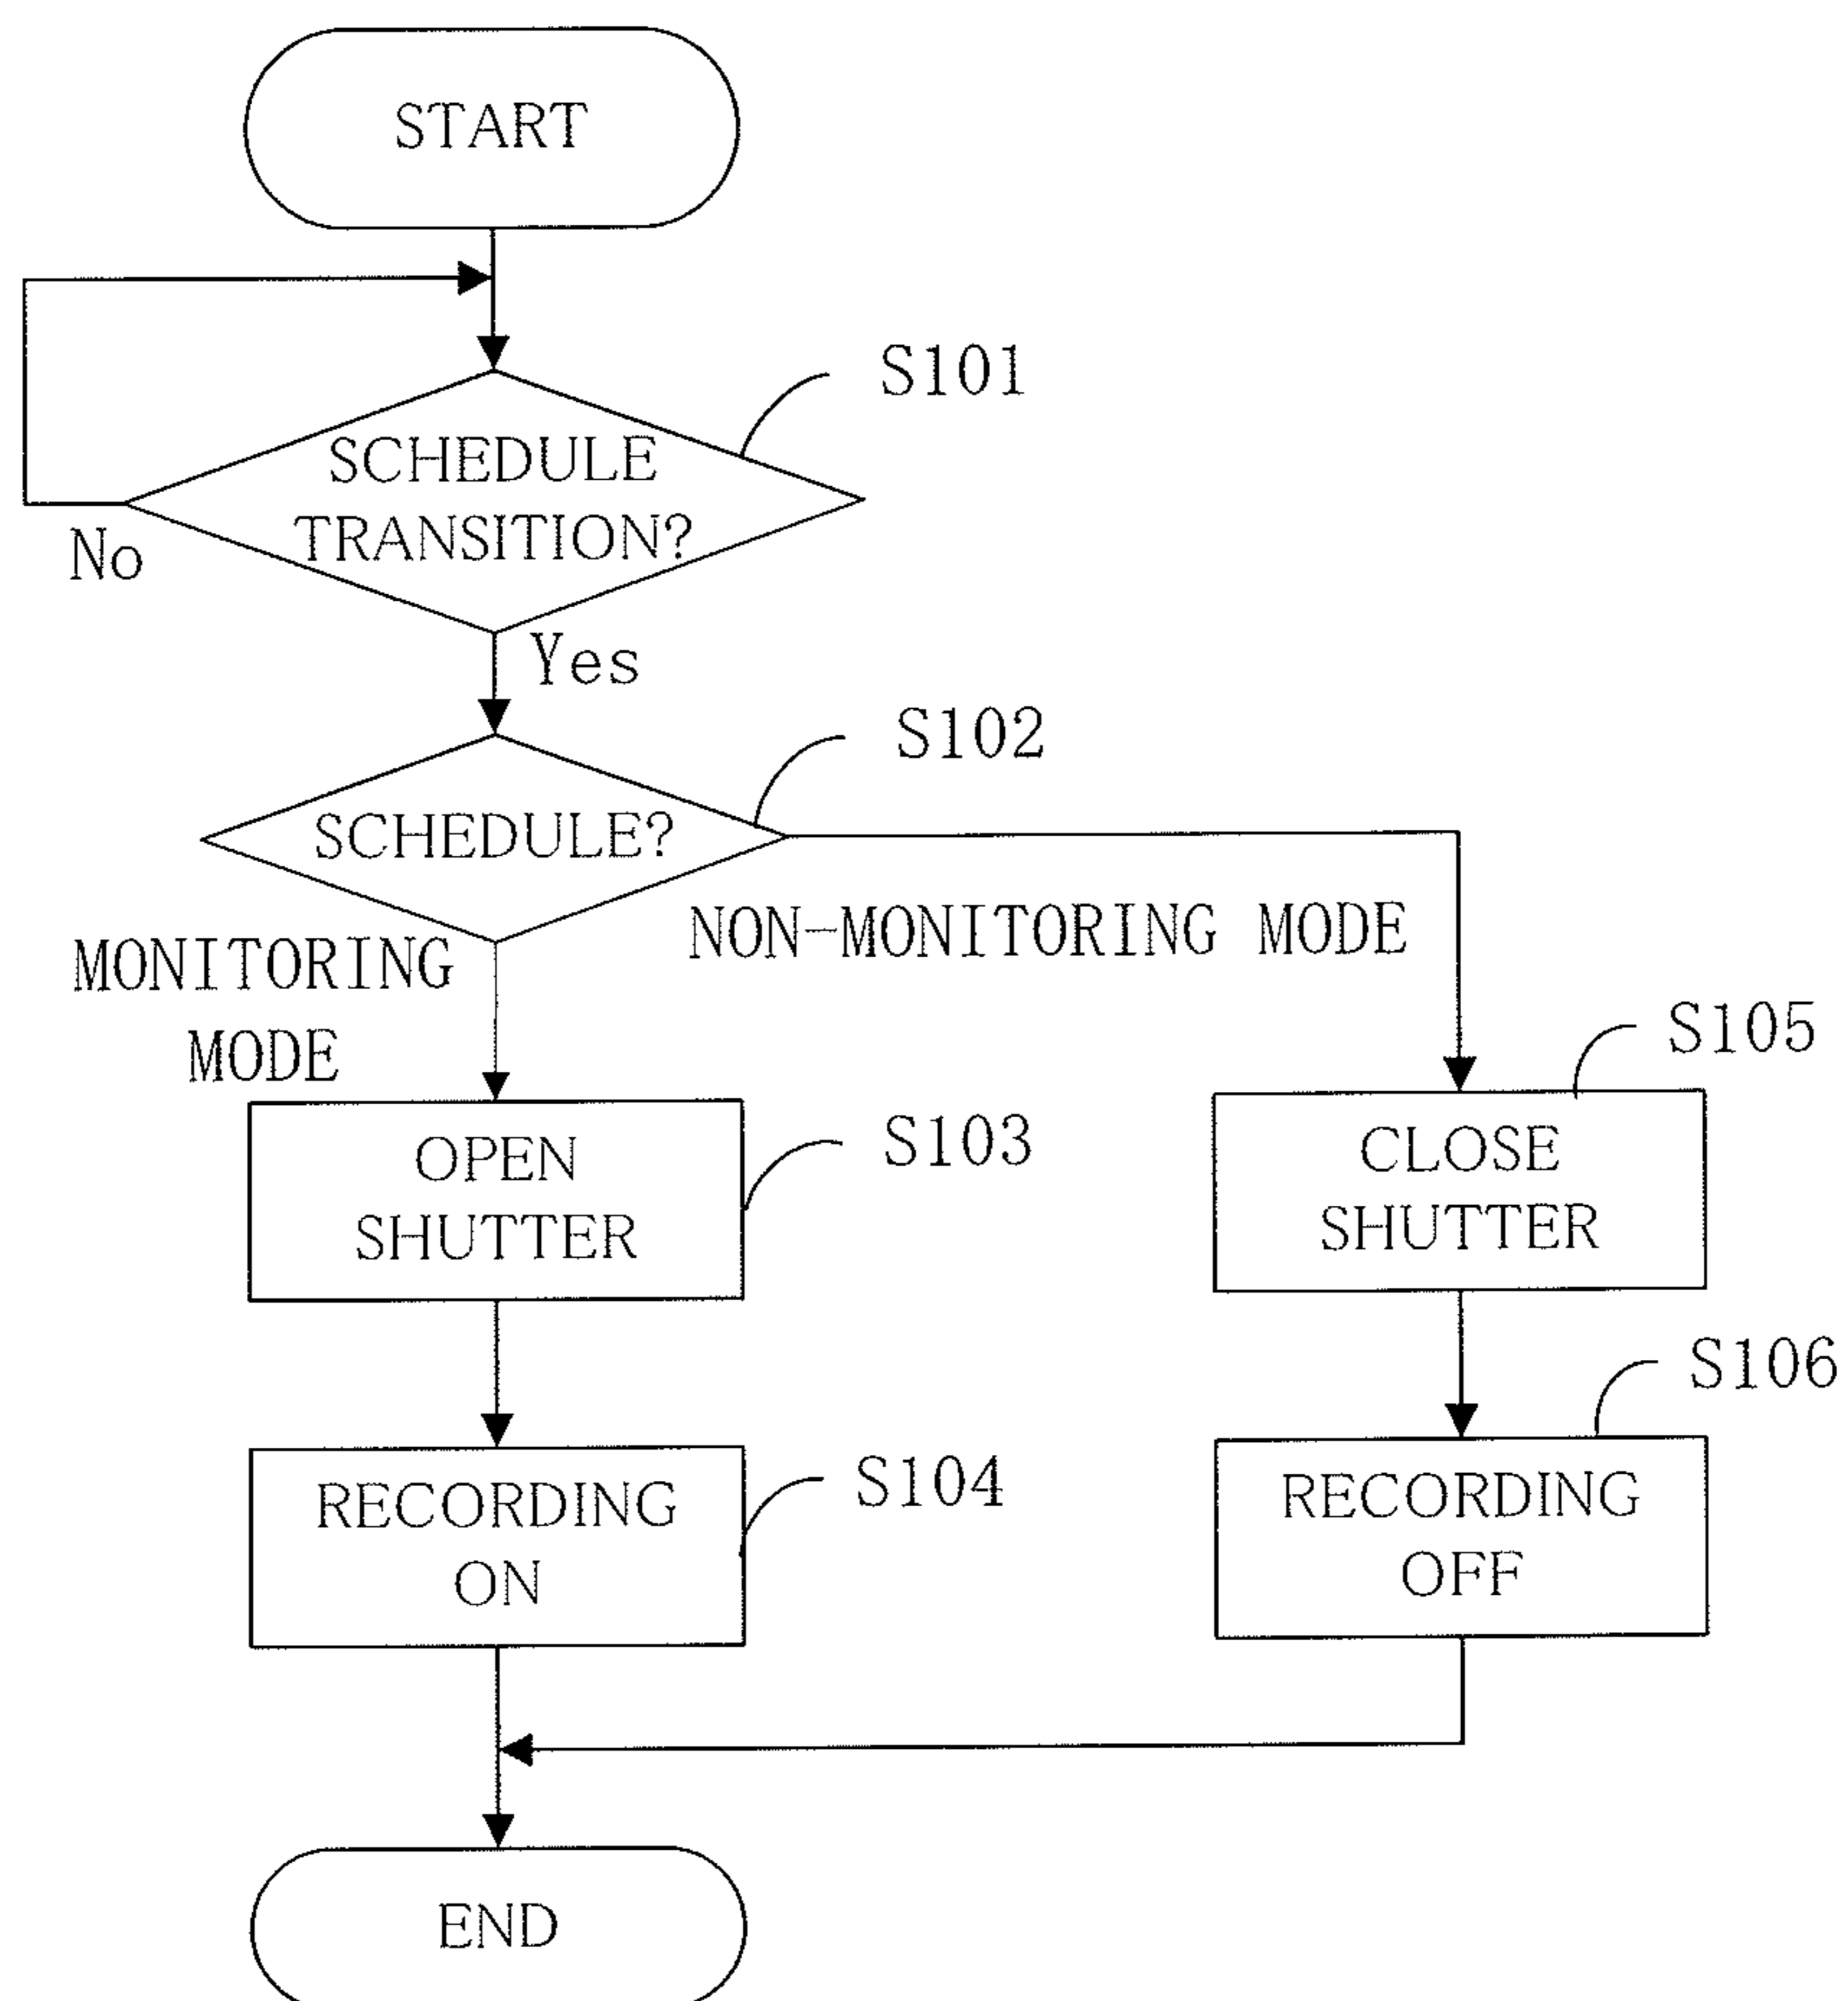 START
S101
SCHEDULE
TRANSITION?
No
Yes
S102
SCHEDULE?
NON-MONITORING MODE
MONITORING
MODE
S105
S103
OPEN
SHUTTER
CLOSE
SHUTTER
S106
S104
RECORDING
ON
RECORDING
OFF
END